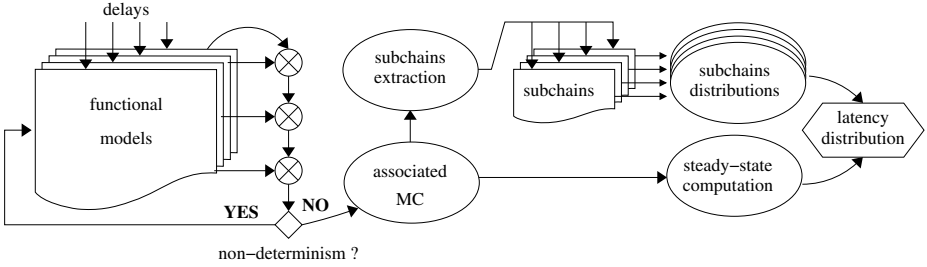 delays
functional
models
YES
NO
non−determinism ?
subchains
extraction
associated
MC
subchains
subchains
distributions
steady−state
computation
latency
distribution